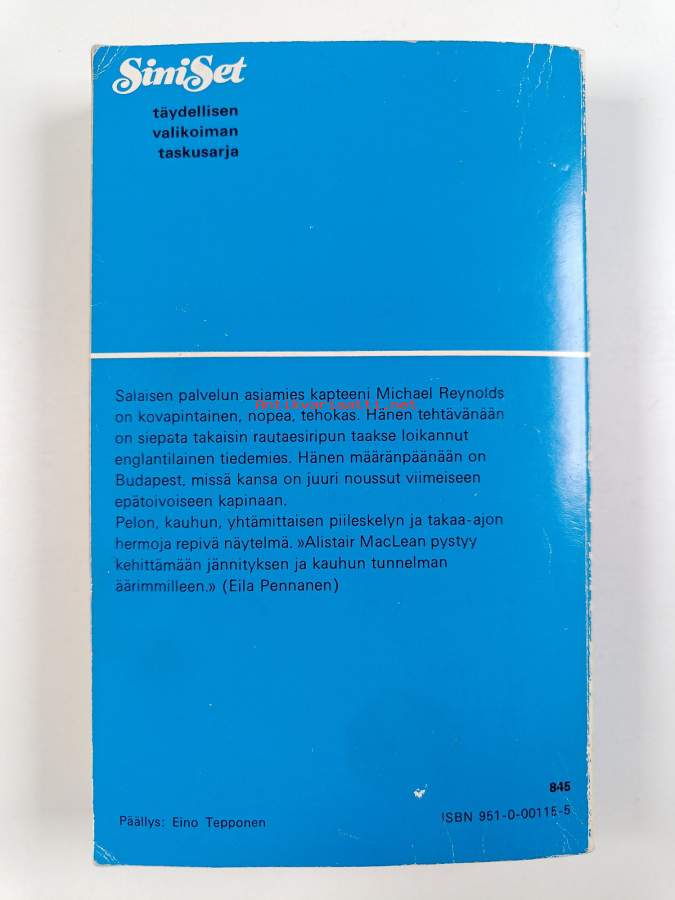 SiniSet
täydellisen
valikoiman
taskusarja
Salaisen palvelun asiamies kapteeni Michael Reynolds
Antikvariaatti.net
on kovapintainen, nopea, tehokas. Hänen tehtävänään
on siepata takaisin rautaesiripun taakse loikannut
englantilainen tiedemies. Hänen määränpäänään on
Budapest, missä kansa on juuri noussut viimeiseen
epätoivoiseen kapinaan.
Pelon, kauhun, yhtämittaisen piileskelyn ja takaa-ajon
hermoja repivä näytelmä. »Alistair MacLean pystyy
kehittämään jännityksen ja kauhun tunnelman
äärimmilleen.» (Eila Pennanen)
845
Päällys: Eino Tepponen
ISBN 951-0-00115-5